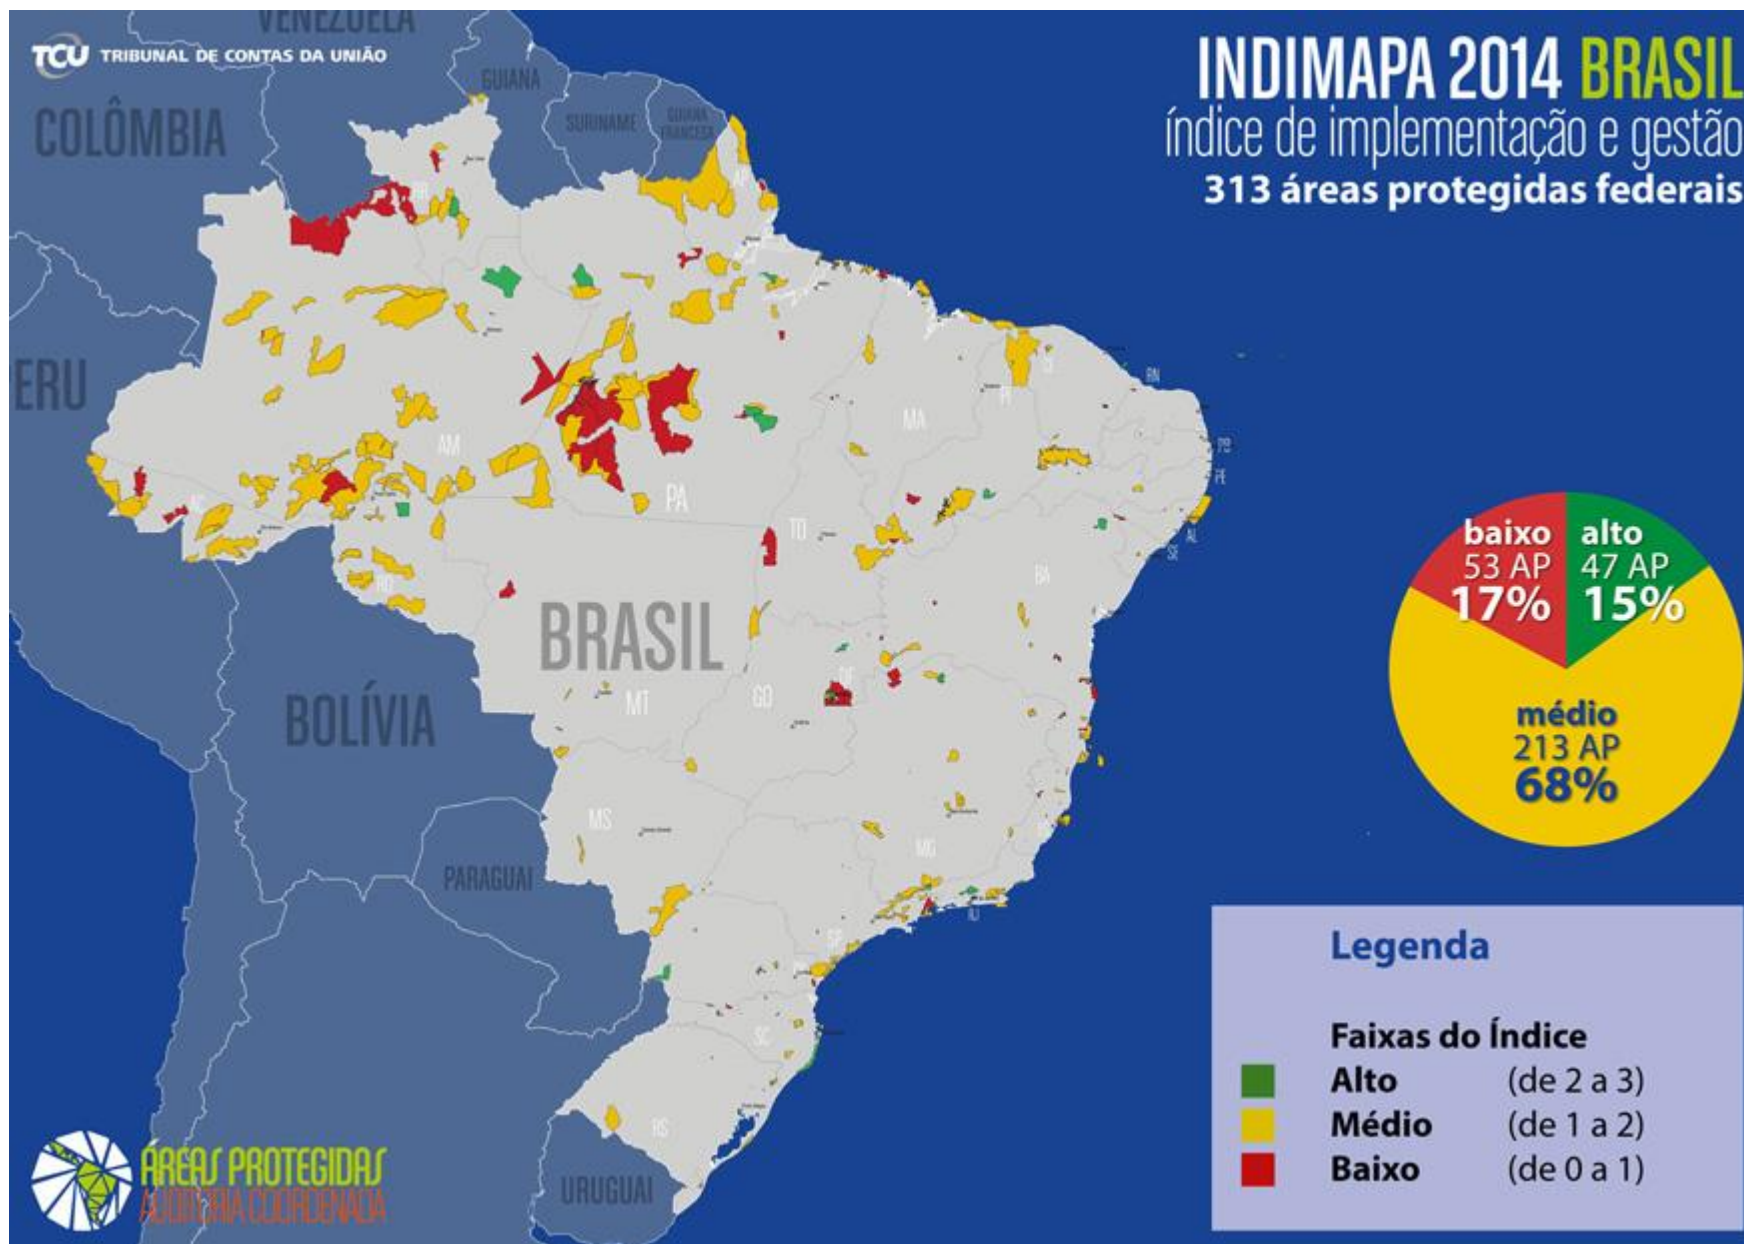 VENEZUELA
TCU TRIBUNAL DE CONTAS DA UNIÃO
INDIMAPA 2014 BRASIL
índice de implementação e gestão
313 áreas protegidas federais
GUIANA
SURINAME
GUIANA
FRANCESA
COLÔMBIA
AP
RR
ERU
CE
RN
PI
MA
AM
PB
PE
PA
AC
TO
AL
SE
BA
RO
BRASIL
baixo
53 AP
17%
alto
47 AP
15%
médio
213 AP
68%
DF
GO
MT
BOLÍVIA
MS
MG
PARAGUAI
RJ
SP
PR
SC
RS
URUGUAI
Legenda
Faixas do Índice
Alto (de 2 a 3)
Médio (de 1 a 2)
Baixo (de 0 a 1)
ÁREAS PROTEGIDAS
AUDITORIA COORDENADA